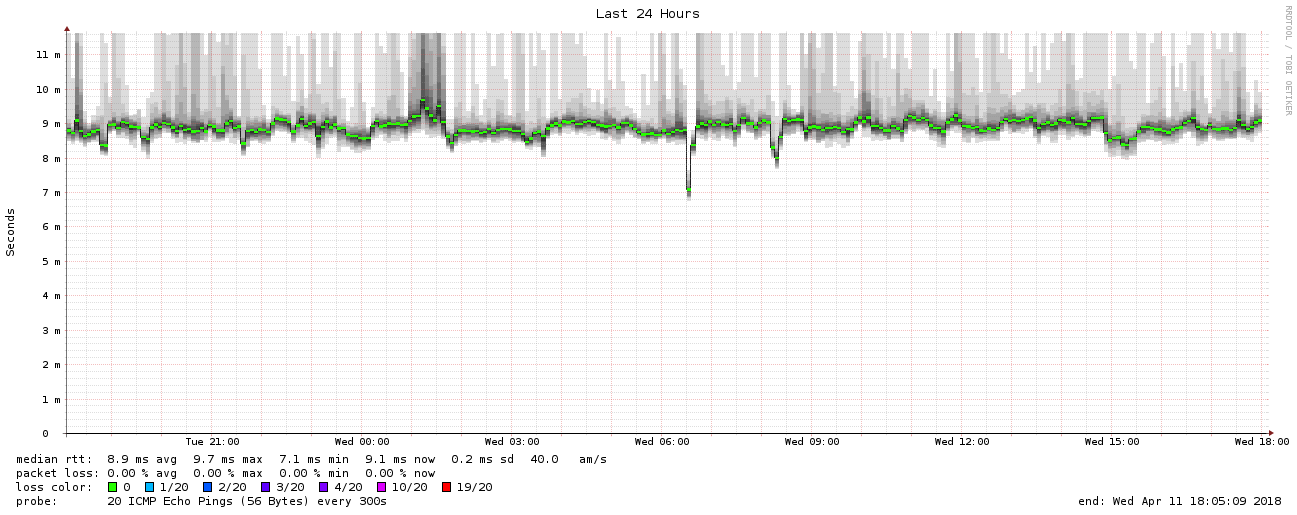 Last 24 Hours
RRDTOOL / TOBI OETIKER
Seconds
11 m
10 m
9 m
8 m
7 m
6 m
5 m
4 m
3 m
2 m
1 m
0
Tue 21:00 Wed 00:00 Wed 03:00 Wed 06:00 Wed 09:00 Wed 12:00 Wed 15:00 Wed 18:00
median rtt: 8.9 ms avg 9.7 ms max 7.1 ms min 9.1 ms now 0.2 ms sd 40.0 am/s
packet loss: 0.00 % avg 0.00 % max 0.00 % min 0.00 % now
loss color: 0 1/20 2/20 3/20 4/20 10/20 19/20
probe: 20 ICMP Echo Pings (56 Bytes) every 300s end: Wed Apr 11 18:05:09 2018